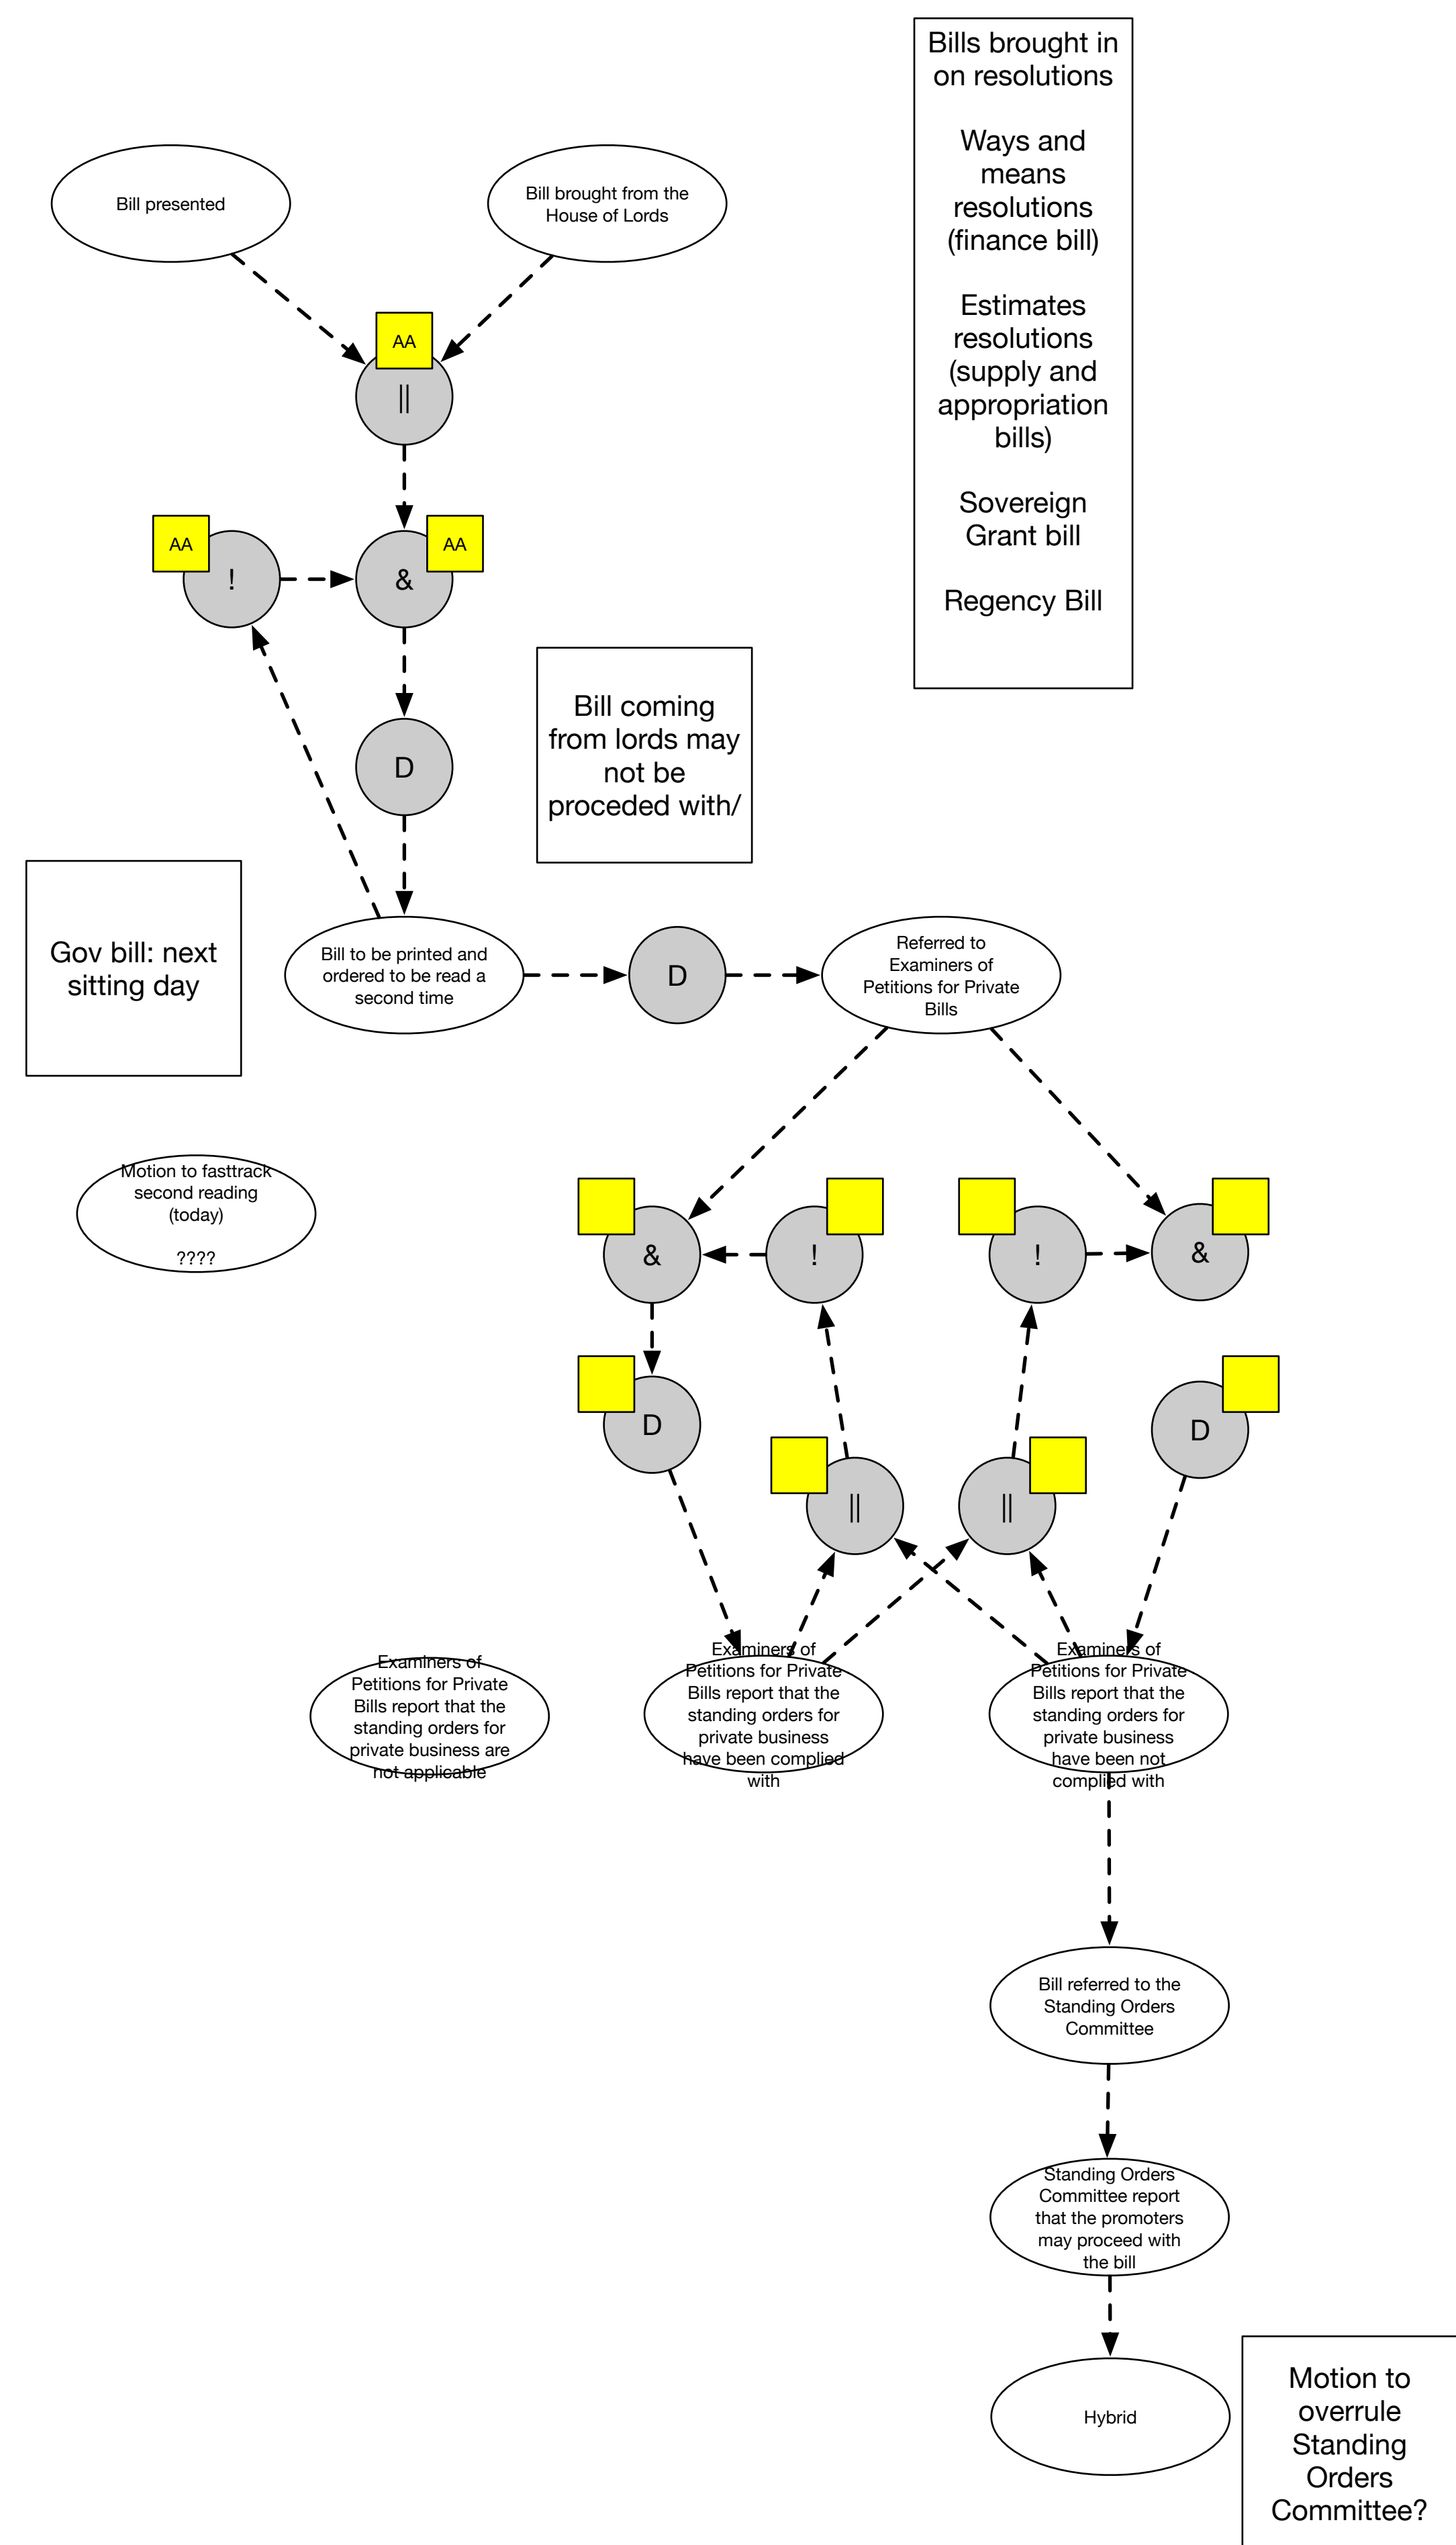 Bills brought in
on resolutions
Ways and
means
resolutions
(finance bill)
Estimates
resolutions
(supply and
appropriation
bills)
Sovereign
Grant bill
Regency Bill
Bill presented
Bill brought from the
House of Lords
AA
||
AA
!
AA
&
D
Bill coming
from lords may
not be
proceded with/
Gov bill: next
sitting day
Bill to be printed and
ordered to be read a
second time
D
Referred to
Examiners of
Petitions for Private
Bills
Motion to fasttrack
second reading
(today)
????
&
!
!
&
D
D
||
||
Examiners of
Petitions for Private
Bills report that the
standing orders for
private business are
not applicable
Examiners of
Petitions for Private
Bills report that the
standing orders for
private business
have been complied
with
Examiners of
Petitions for Private
Bills report that the
standing orders for
private business
have been not
complied with
Bill referred to the
Standing Orders
Committee
Standing Orders
Committee report
that the promoters
may proceed with
the bill
Hybrid
Motion to
overrule
Standing
Orders
Committee?